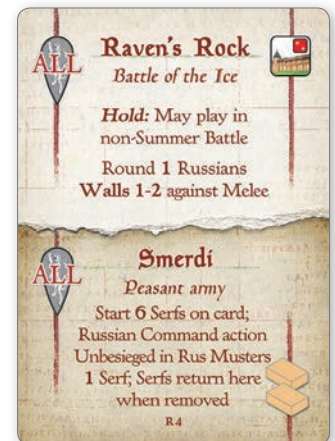 ALL
Raven's Rock
Battle of the Ice
Hold: May play in
non-Summer Battle
Round 1 Russians
Walls 1-2 against Melee
ALL
Smerdi
Peasant army
Start 6 Serfs on card;
Russian Command action
Unbesieged in Rus Musters
1 Serf; Serfs return here
when removed
R4